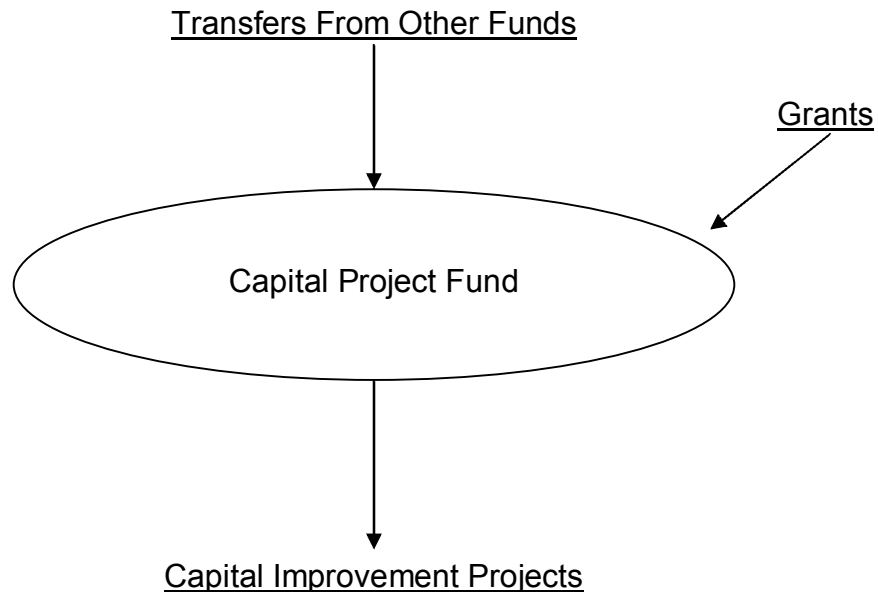 Transfers From Other Funds
Grants
Capital Project Fund
Capital Improvement Projects